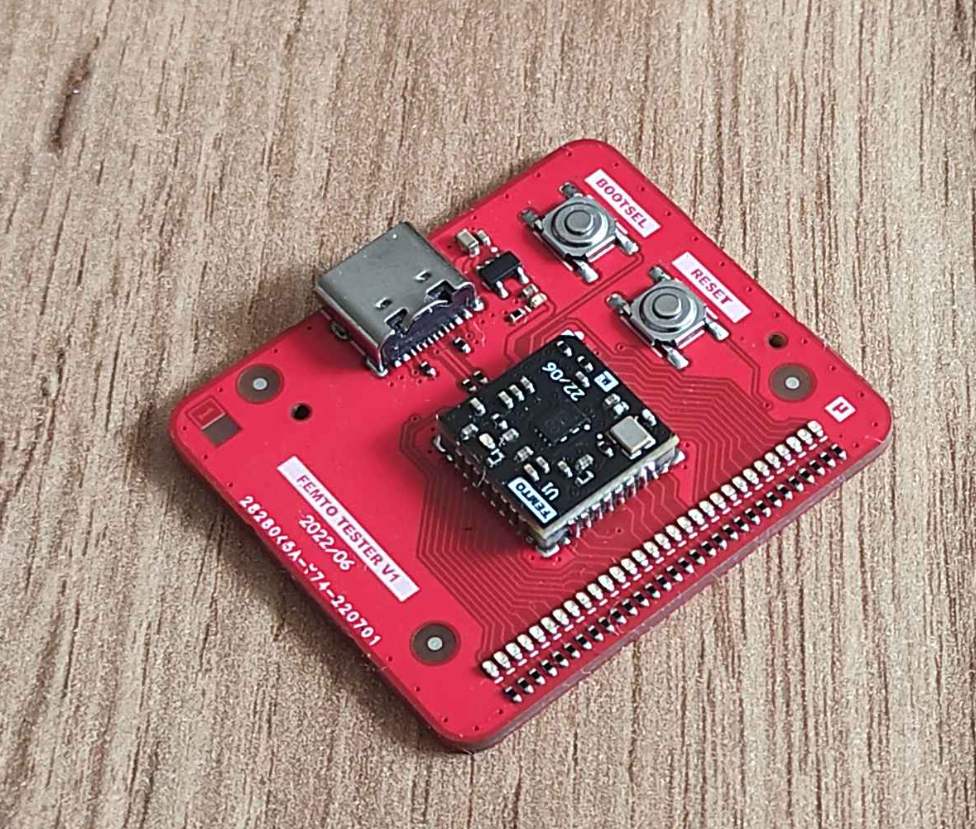 BOOTSEL
RESET
22/06
U1
FEMTO
µ
FEMTO TESTER V1
2022/06